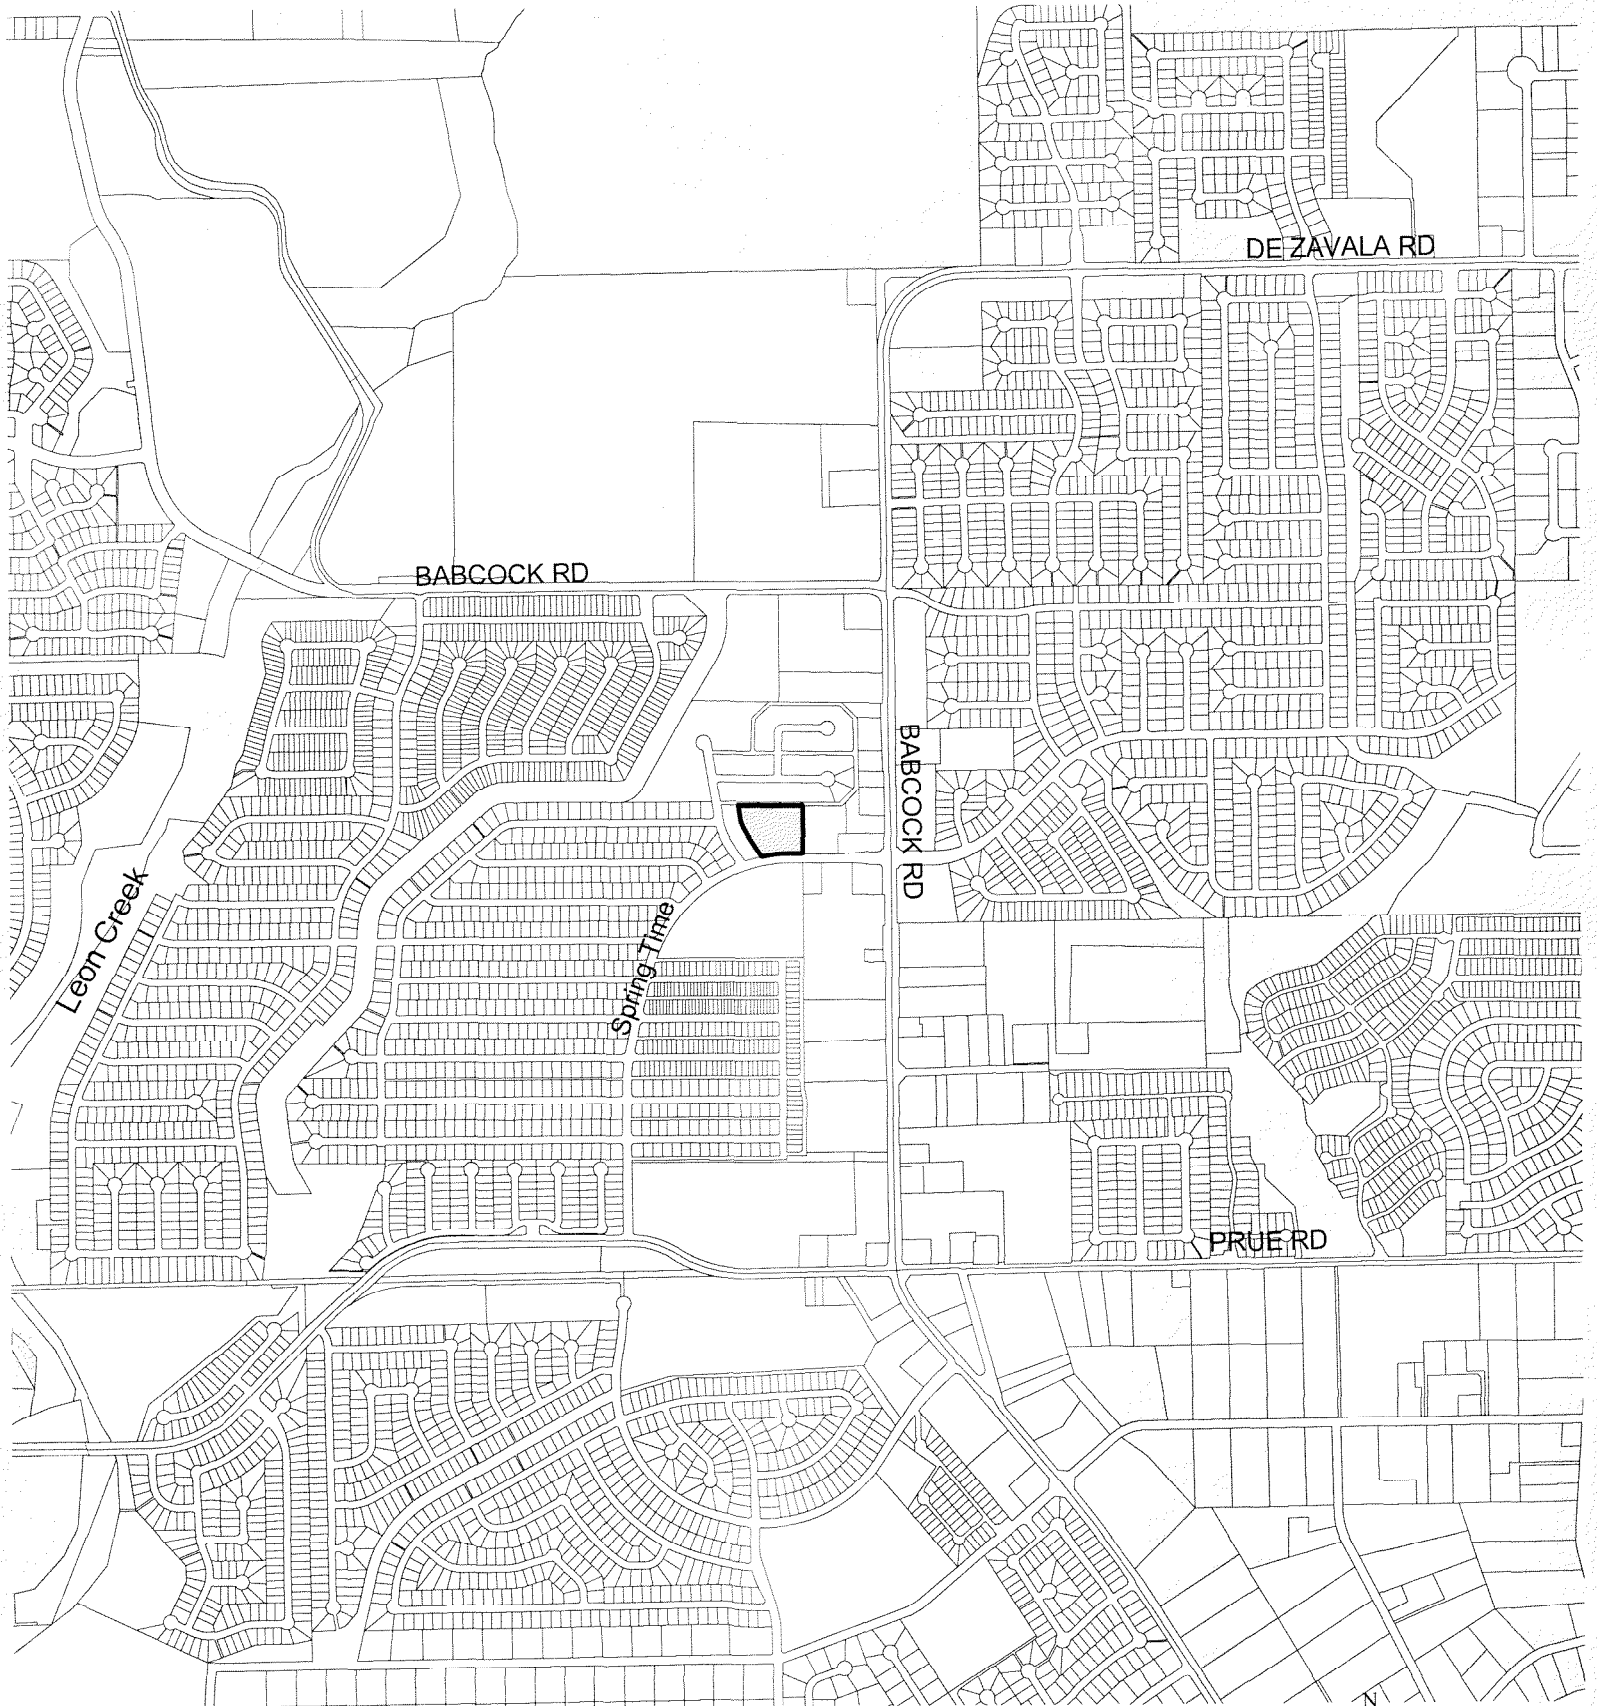 DE ZAVALA RD
BABCOCK RD
BABCOCK RD
Leon Creek
Spring Time
PRUE RD
N